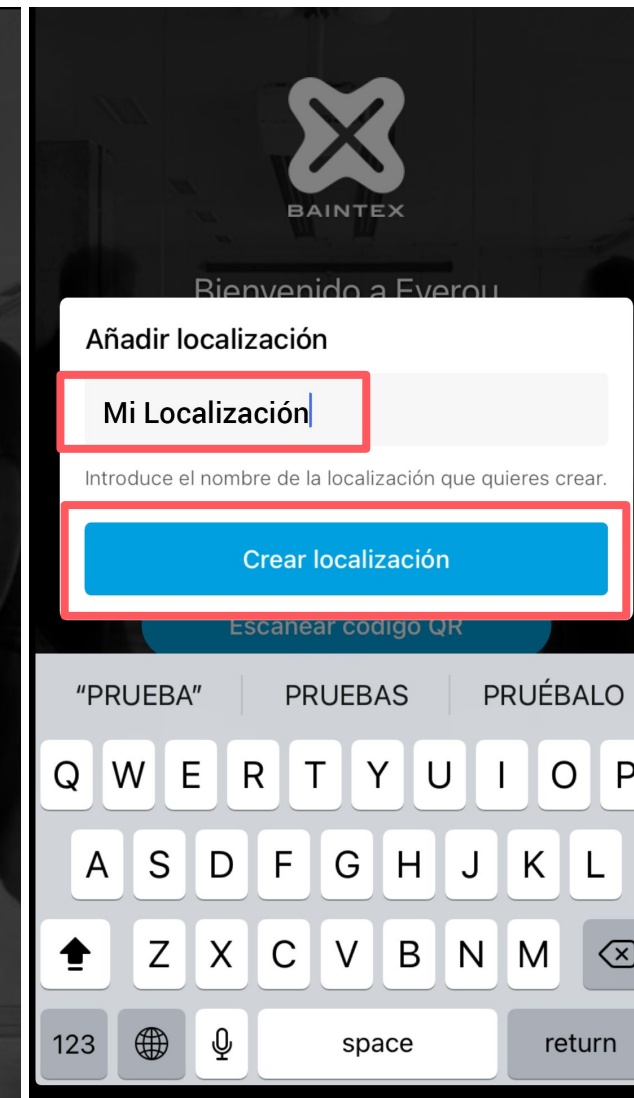 BAINTEX
Bienvenido a Everou
Añadir localización
Mi Localización
Introduce el nombre de la localización que quieres crear.
Crear localización
Escanear código QR
“PRUEBA” PRUEBAS PRUÉBALO
Q W E R T Y U I O P
A S D F G H J K L
Z X C V B N M
123 space return